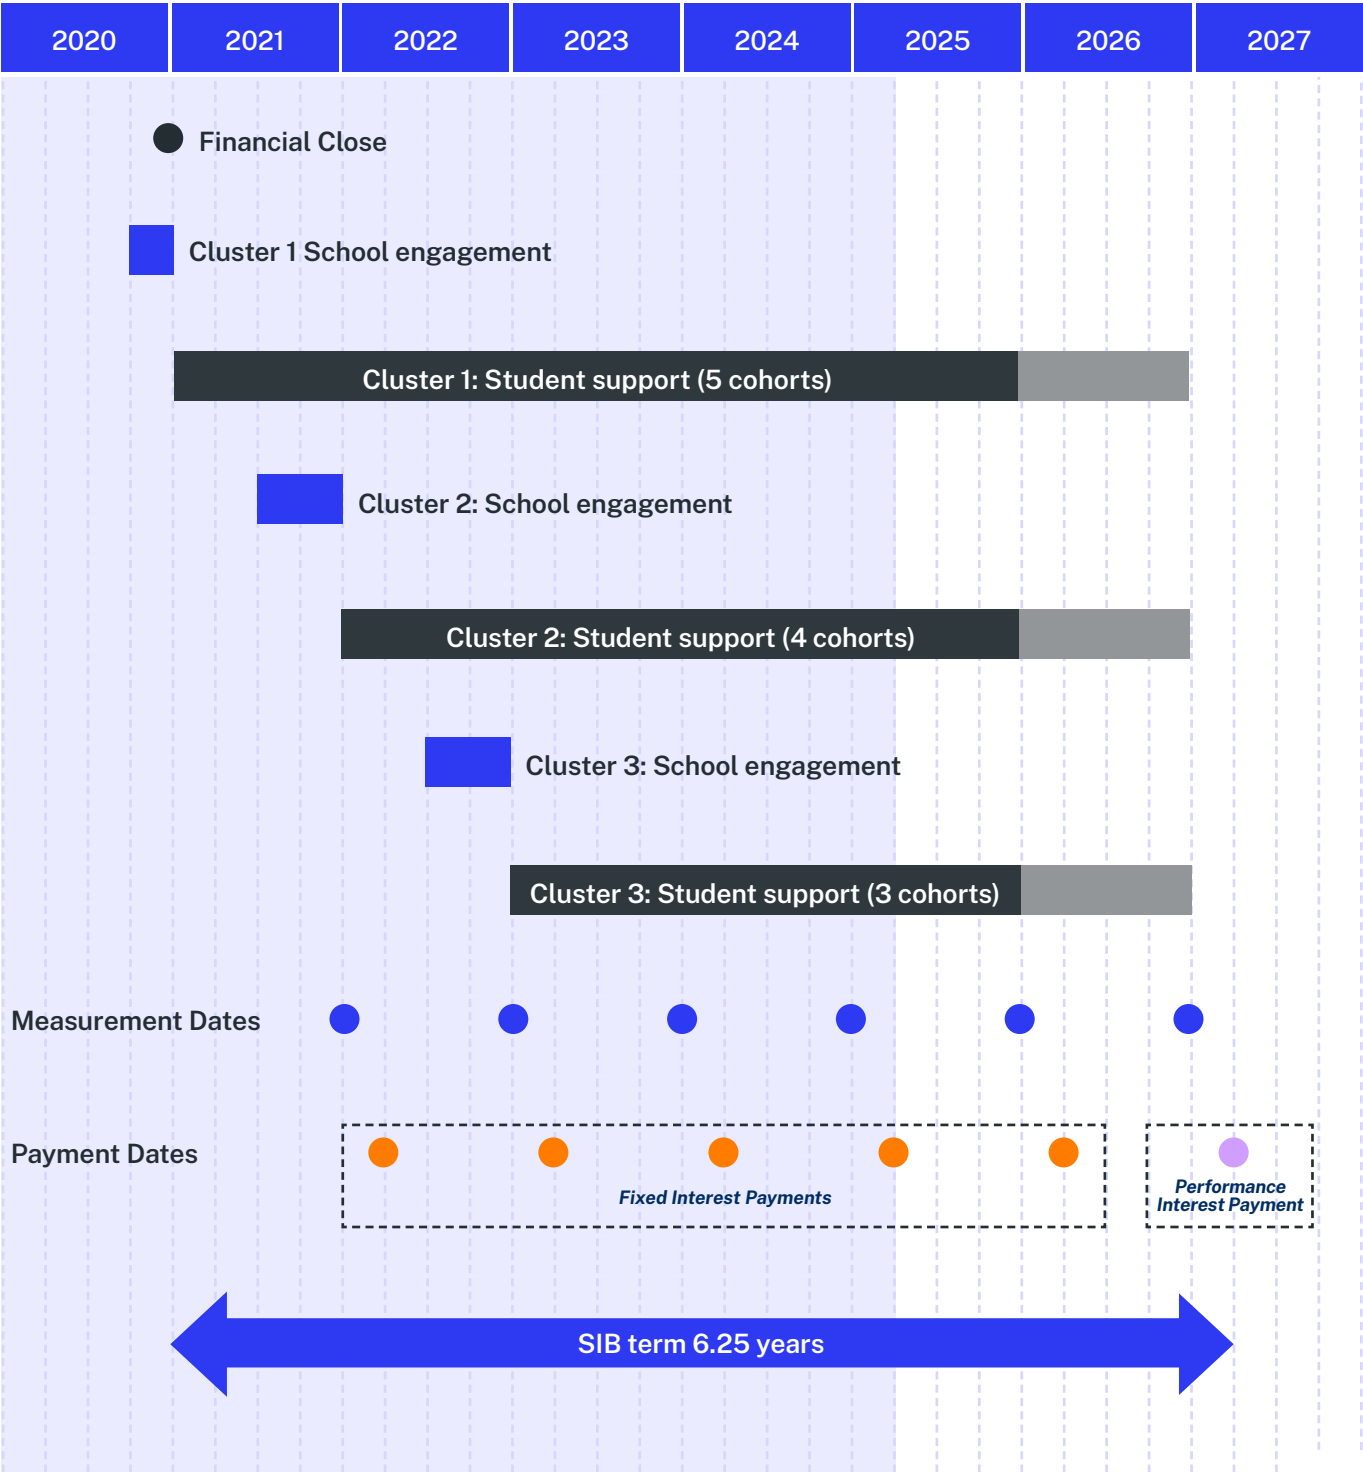 2020 2021 2022 2023 2024 2025 2026 2027
Financial Close
Cluster 1 School engagement
Cluster 1: Student support (5 cohorts)
Cluster 2: School engagement
Cluster 2: Student support (4 cohorts)
Cluster 3: School engagement
Cluster 3: Student support (3 cohorts)
Measurement Dates
Payment Dates
Fixed Interest Payments
Performance
Interest Payment
SIB term 6.25 years